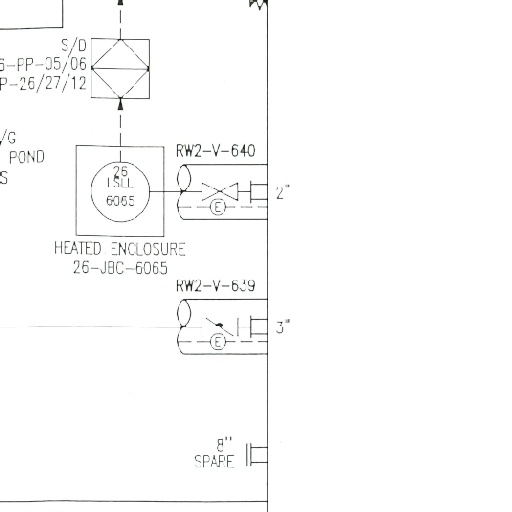 S/D
6-PP-05/06
P-26/27/12
/G
POND
S
RW2-V-640
26
LSLL
6065
2"
E
HEATED ENCLOSURE
26-JBC-6065
RW2-V-639
3"
E
8"
SPARE